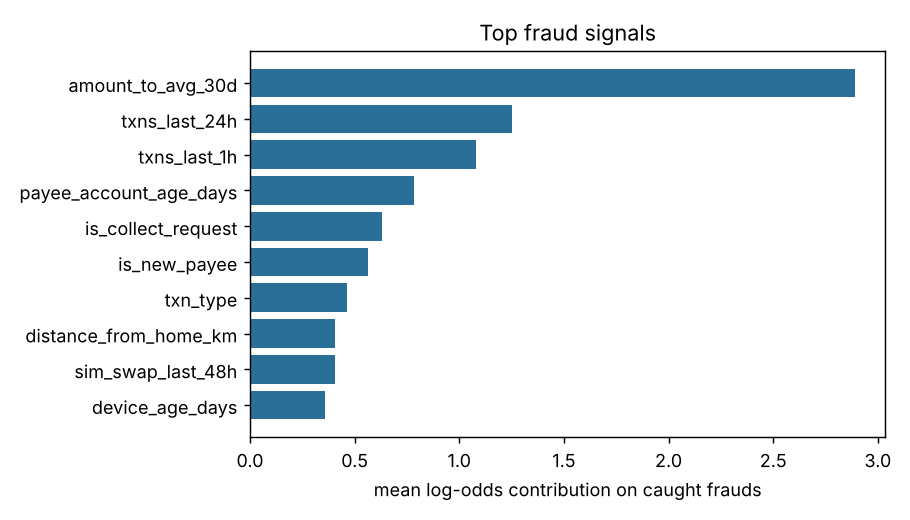 Top fraud signals
amount_to_avg_30d
txns_last_24h
txns_last_1h
payee_account_age_days
is_collect_request
is_new_payee
txn_type
distance_from_home_km
sim_swap_last_48h
device_age_days
0.0 0.5 1.0 1.5 2.0 2.5 3.0
mean log-odds contribution on caught frauds